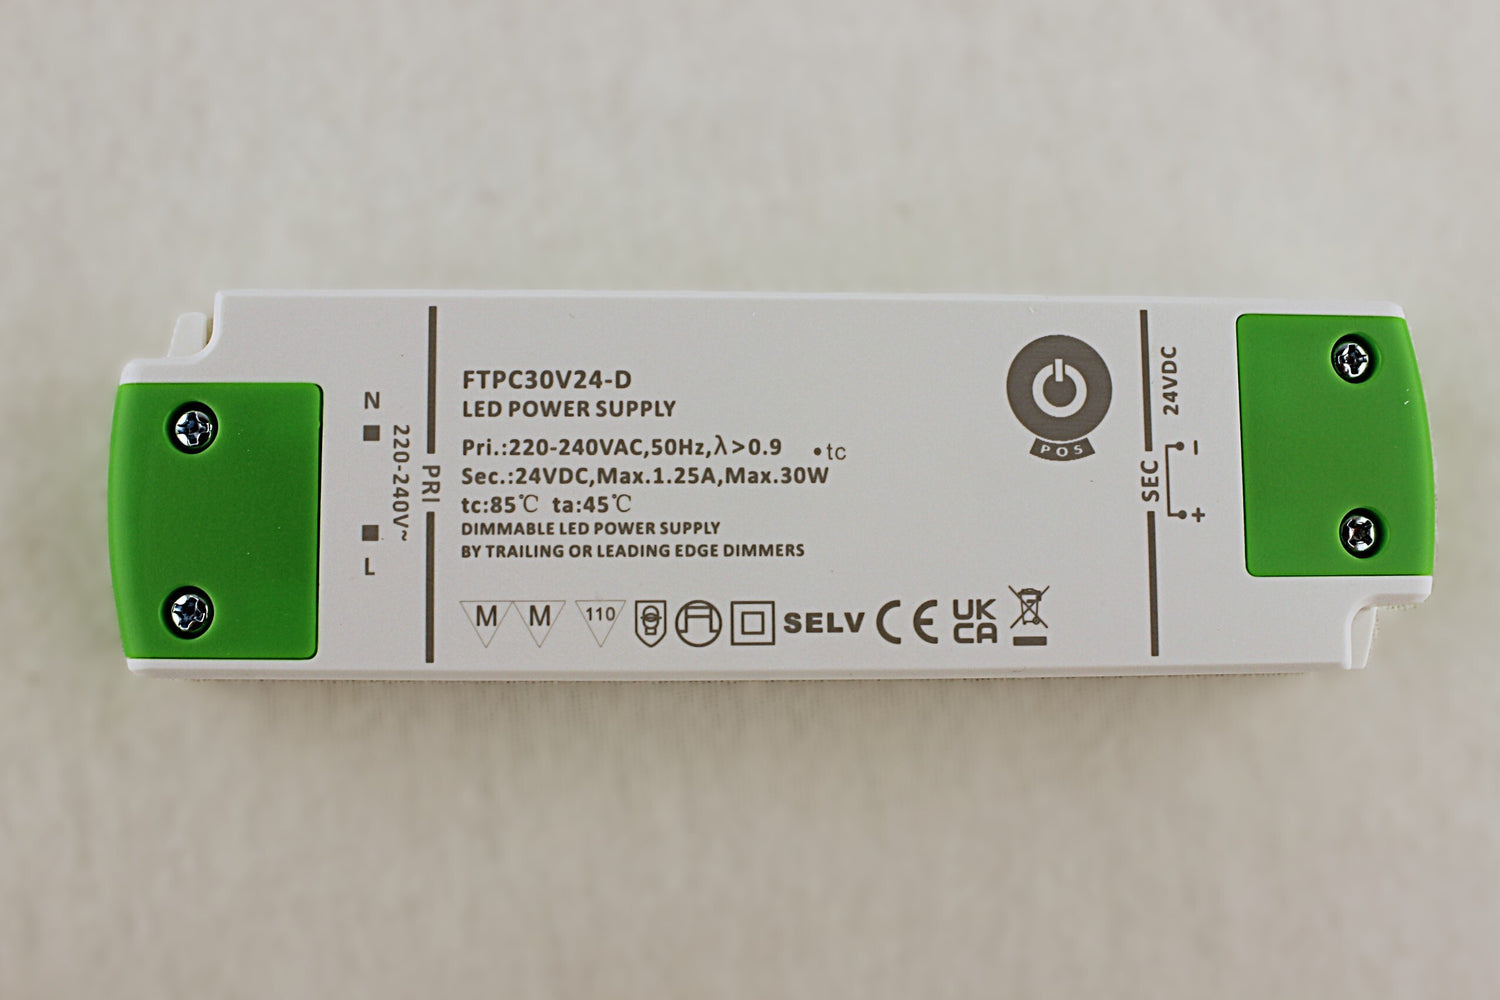 N
220-240V~
L
PRI
FTPC30V24-D
LED POWER SUPPLY
Pri.:220-240VAC,50Hz,λ>0.9
•tc
Sec.:24VDC,Max.1.25A,Max.30W
tc:85℃ ta:45℃
DIMMABLE LED POWER SUPPLY
BY TRAILING OR LEADING EDGE DIMMERS
M M 110 SELV CE UK CA
POS
SEC
24VDC
-
+